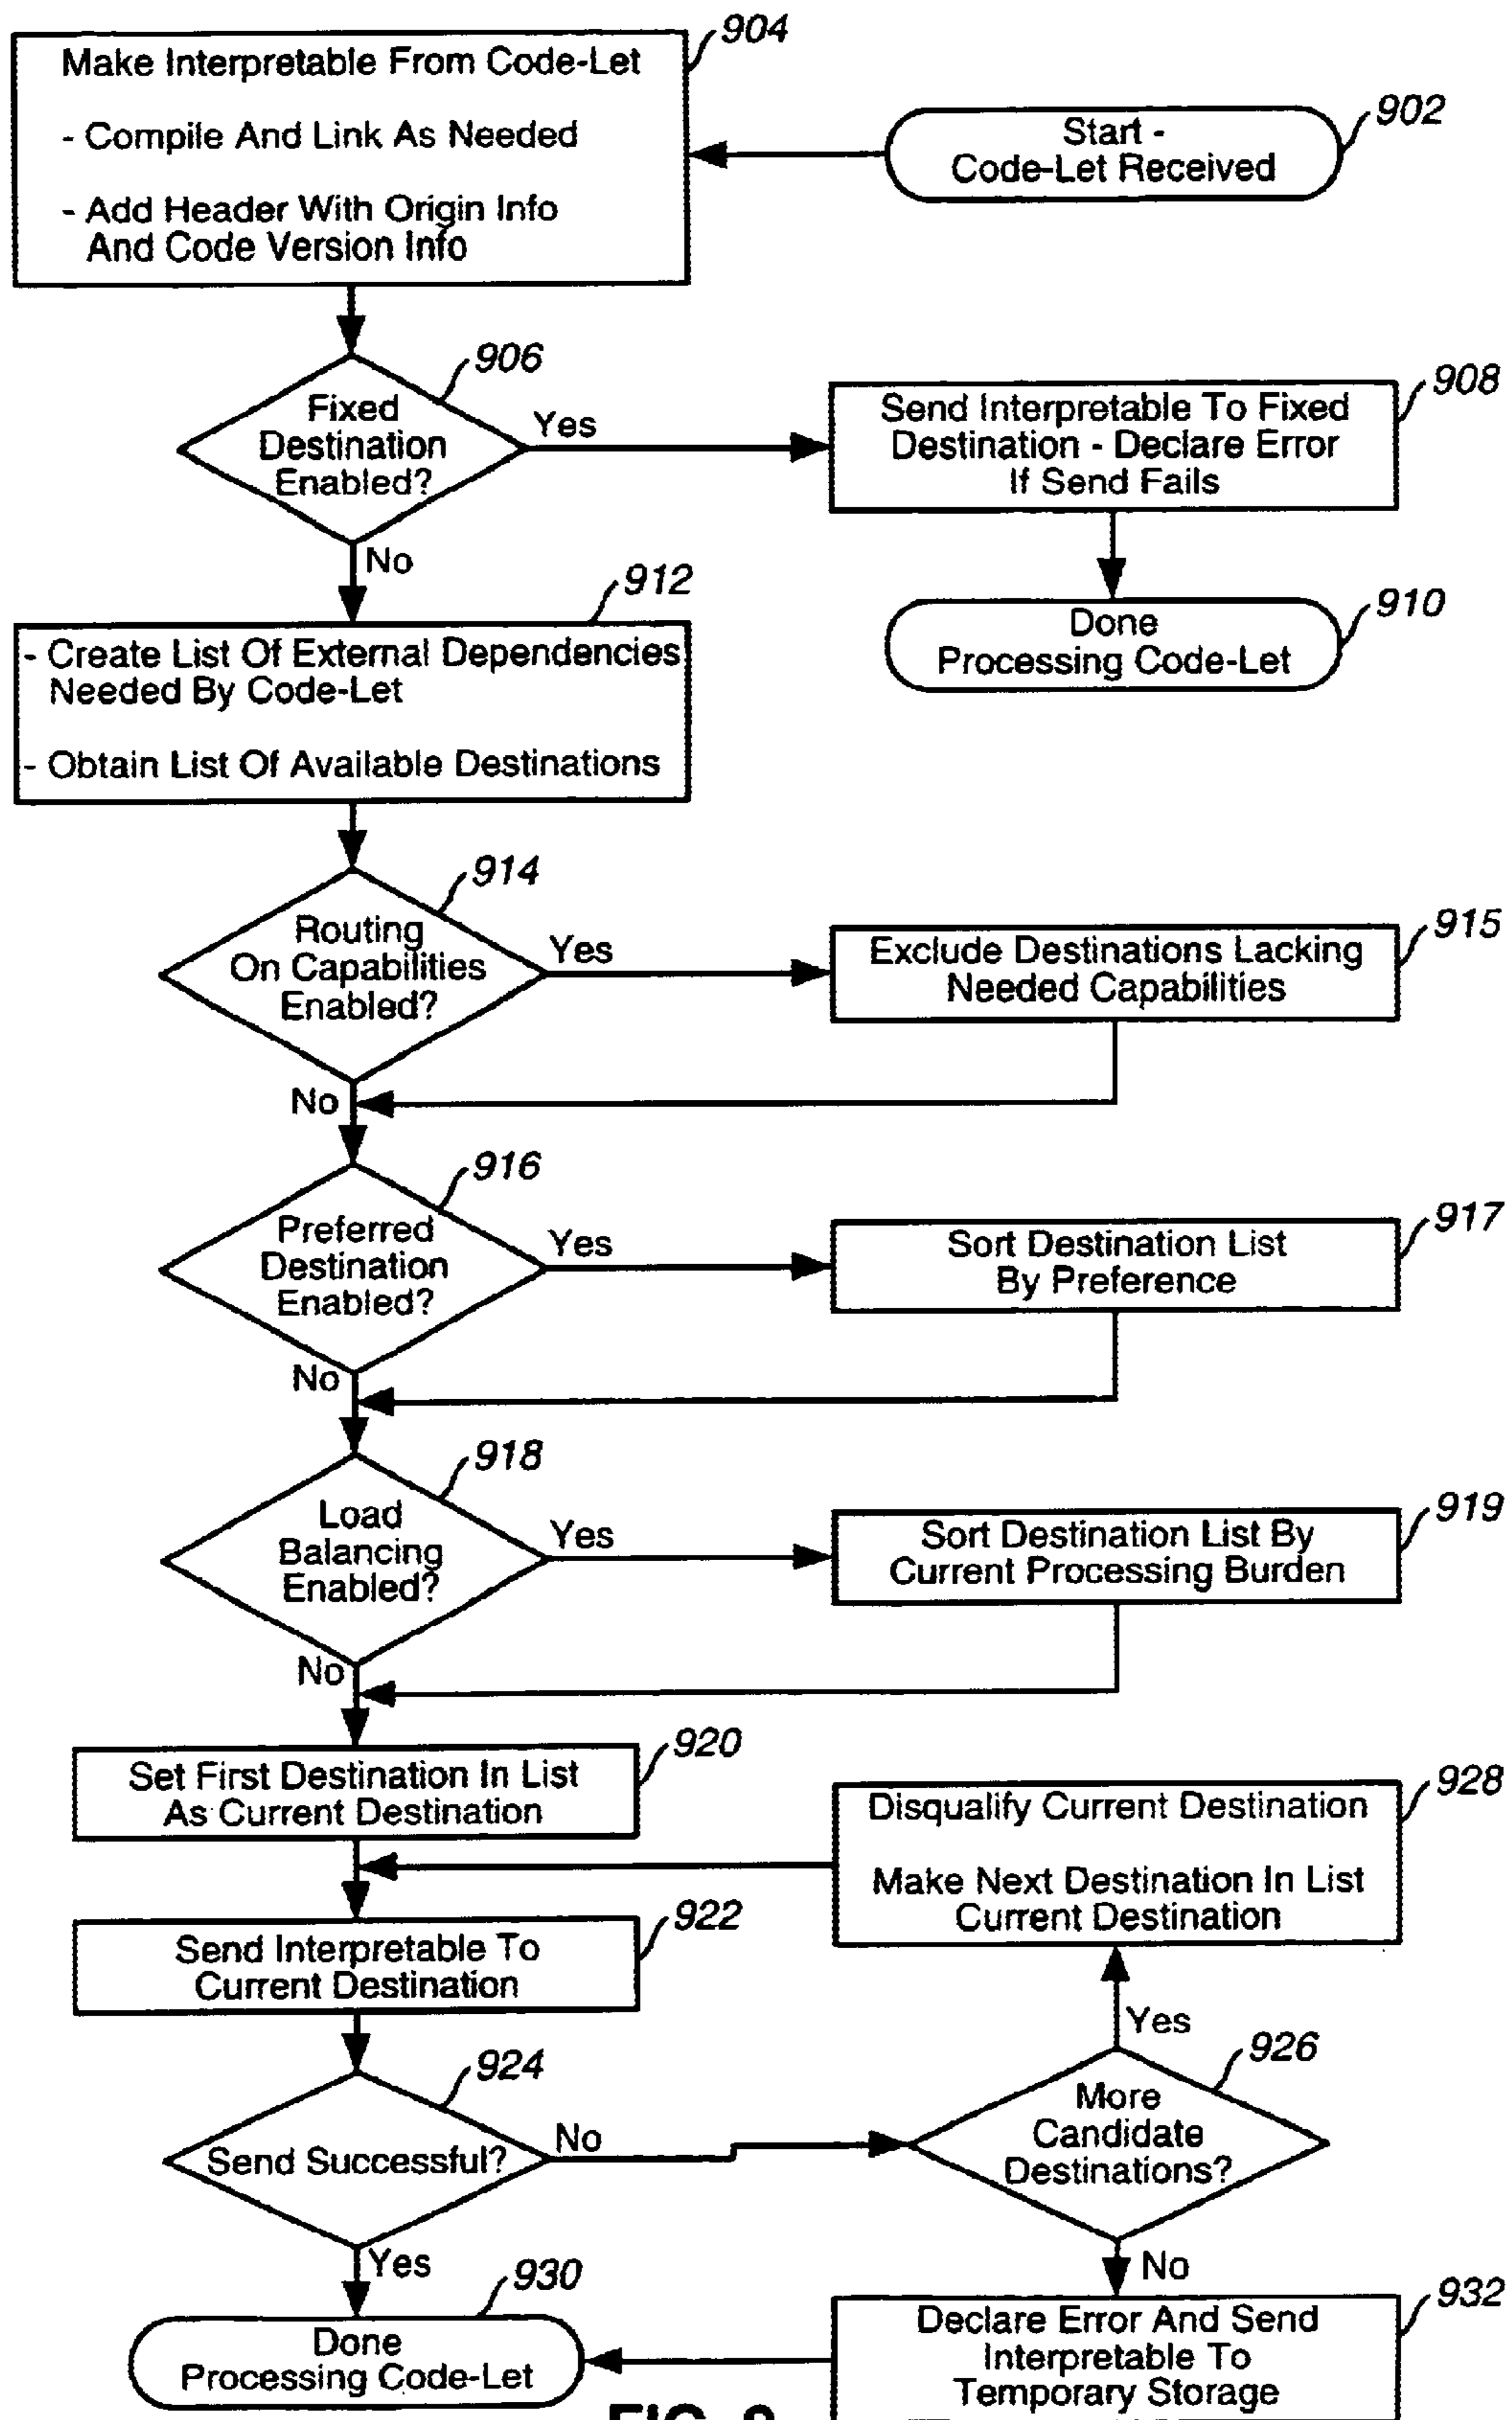 904
Make Interpretable From Code-Let
- Compile And Link As Needed
- Add Header With Origin Info
And Code Version Info
902
Start -
Code-Let Received
906
Fixed
Destination
Enabled?
Yes
No
908
Send Interpretable To Fixed
Destination - Declare Error
If Send Fails
910
Done
Processing Code-Let
912
- Create List Of External Dependencies
Needed By Code-Let
- Obtain List Of Available Destinations
914
Routing
On Capabilities
Enabled?
Yes
No
915
Exclude Destinations Lacking
Needed Capabilities
916
Preferred
Destination
Enabled?
Yes
No
917
Sort Destination List
By Preference
918
Load
Balancing
Enabled?
Yes
No
919
Sort Destination List By
Current Processing Burden
920
Set First Destination In List
As Current Destination
928
Disqualify Current Destination
Make Next Destination In List
Current Destination
922
Send Interpretable To
Current Destination
924
Send Successful?
No
Yes
926
More
Candidate
Destinations?
Yes
No
930
Done
Processing Code-Let
932
Declare Error And Send
Interpretable To
Temporary Storage